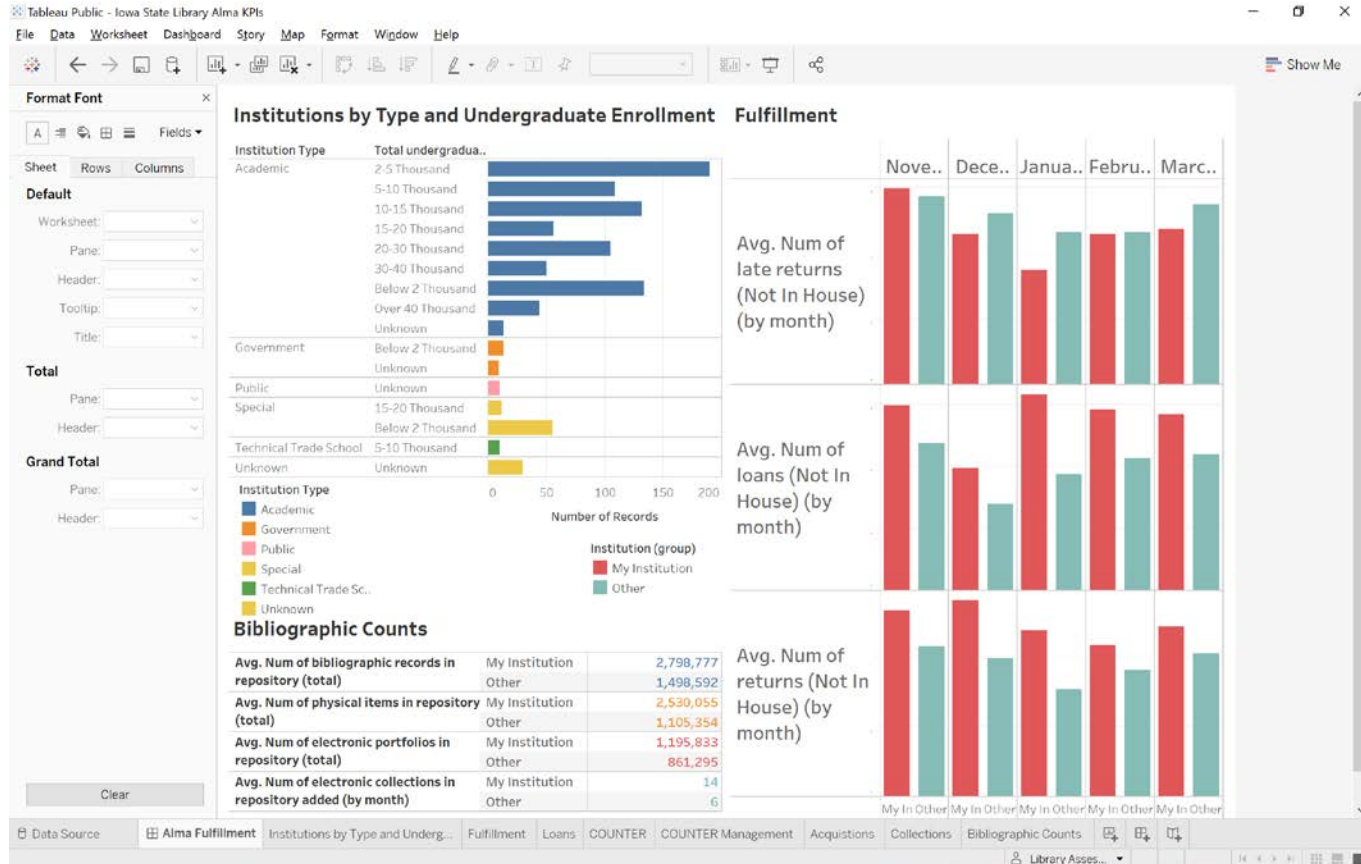 Tableau Public - Iowa State Library Alma KPIs
File Data Worksheet Dashboard Story Map Format Window Help
Show Me
Format Font
Fields
Sheet Rows Columns
Default
Worksheet:
Pane:
Header:
Tooltip:
Title:
Total
Pane:
Header:
Grand Total
Pane:
Header:
Clear
Institutions by Type and Undergraduate Enrollment
Institution Type Total undergradua..
Academic 2-5 Thousand
5-10 Thousand
10-15 Thousand
15-20 Thousand
20-30 Thousand
30-40 Thousand
Below 2 Thousand
Over 40 Thousand
Unknown
Government Below 2 Thousand
Unknown
Public Unknown
Special 15-20 Thousand
Below 2 Thousand
Technical Trade School 5-10 Thousand
Unknown Unknown
0 50 100 150 200
Number of Records
Institution Type
Academic
Government
Public
Special
Technical Trade Sc..
Unknown
Institution (group)
My Institution
Other
Bibliographic Counts
Avg. Num of bibliographic records in My Institution 2,798,777
repository (total) Other 1,498,592
Avg. Num of physical items in repository My Institution 2,530,055
(total) Other 1,105,354
Avg. Num of electronic portfolios in My Institution 1,195,833
repository (total) Other 861,295
Avg. Num of electronic collections in My Institution 14
repository added (by month) Other 6
Fulfillment
Nove.. Dece.. Janua.. Febru.. Marc..
Avg. Num of
late returns
(Not In House)
(by month)
Avg. Num of
loans (Not In
House) (by
month)
Avg. Num of
returns (Not In
House) (by
month)
My In Other My In Other My In Other My In Other My In Other
Data Source Alma Fulfillment Institutions by Type and Underg... Fulfillment Loans COUNTER COUNTER Management Acquistions Collections Bibliographic Counts
Library Asses...